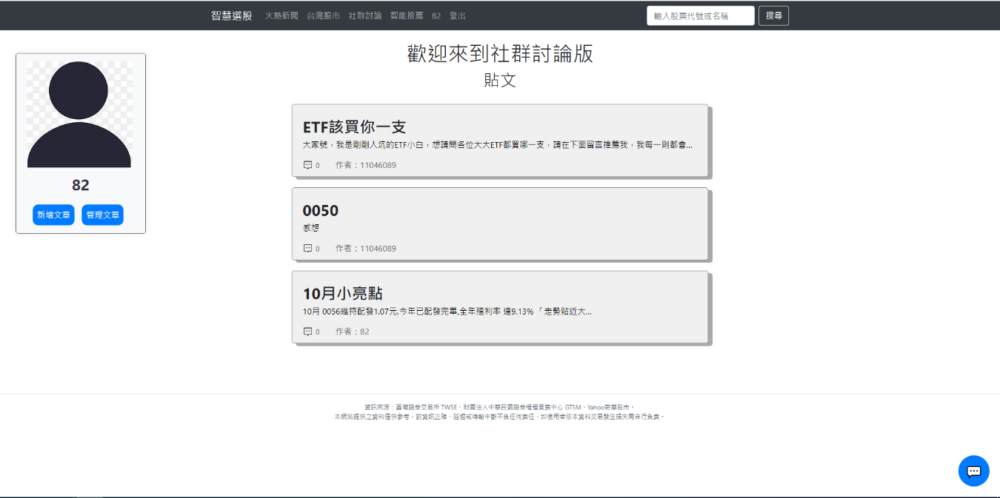 智慧選股 火熱新聞 台灣股市 社群討論 智能推薦 82 登出 輸入股票代號或名稱 搜尋
歡迎來到社群討論版
貼文
82
新增文章 管理文章
ETF該買你一支
大家號，我是剛剛入坑的ETF小白，想請問各位大大ETF都買哪一支，請在下面留言推薦我，我每一則都會...
0 作者：11046089
0050
感想
0 作者：11046089
10月小亮點
10月 0056維持配發1.07元,今年已配發完畢,全年殖利率 達9.13% 「 走勢貼近大...
0 作者：82
資訊來源：臺灣證券交易所 TWSE、財團法人中華民國證券櫃檯買賣中心 GTSM、Yahoo奇摩股市。
本網站提供之資料僅供參考，對資訊正確、延遲或傳輸中斷不負任何責任，如使用者依本資料交易發生損失需自行負責。